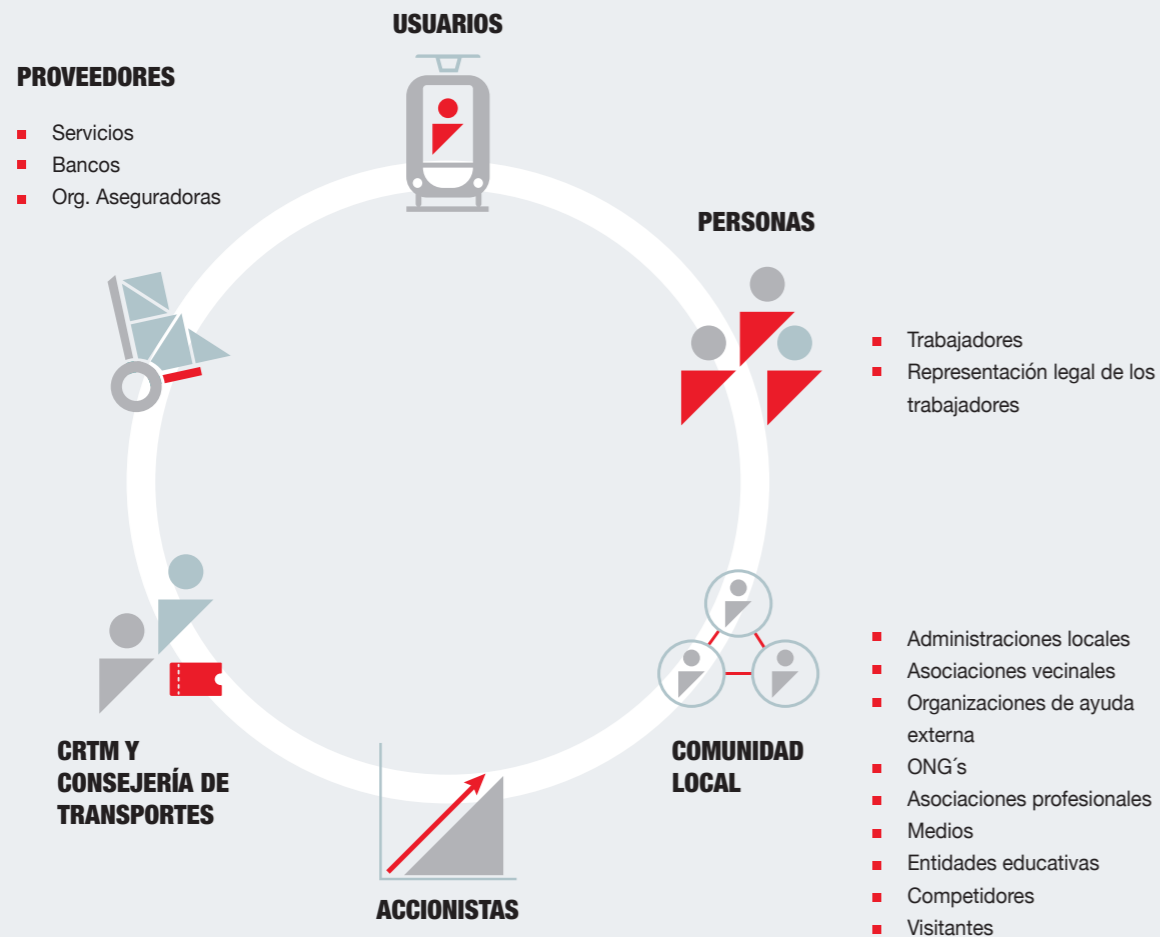 USUARIOS
PROVEEDORES
Servicios
Bancos
Org. Aseguradoras
PERSONAS
Trabajadores
Representación legal de los
trabajadores
CRTM Y
CONSEJERÍA DE
TRANSPORTES
COMUNIDAD
LOCAL
Administraciones locales
Asociaciones vecinales
Organizaciones de ayuda
externa
ONG´s
Asociaciones profesionales
Medios
Entidades educativas
Competidores
Visitantes
ACCIONISTAS